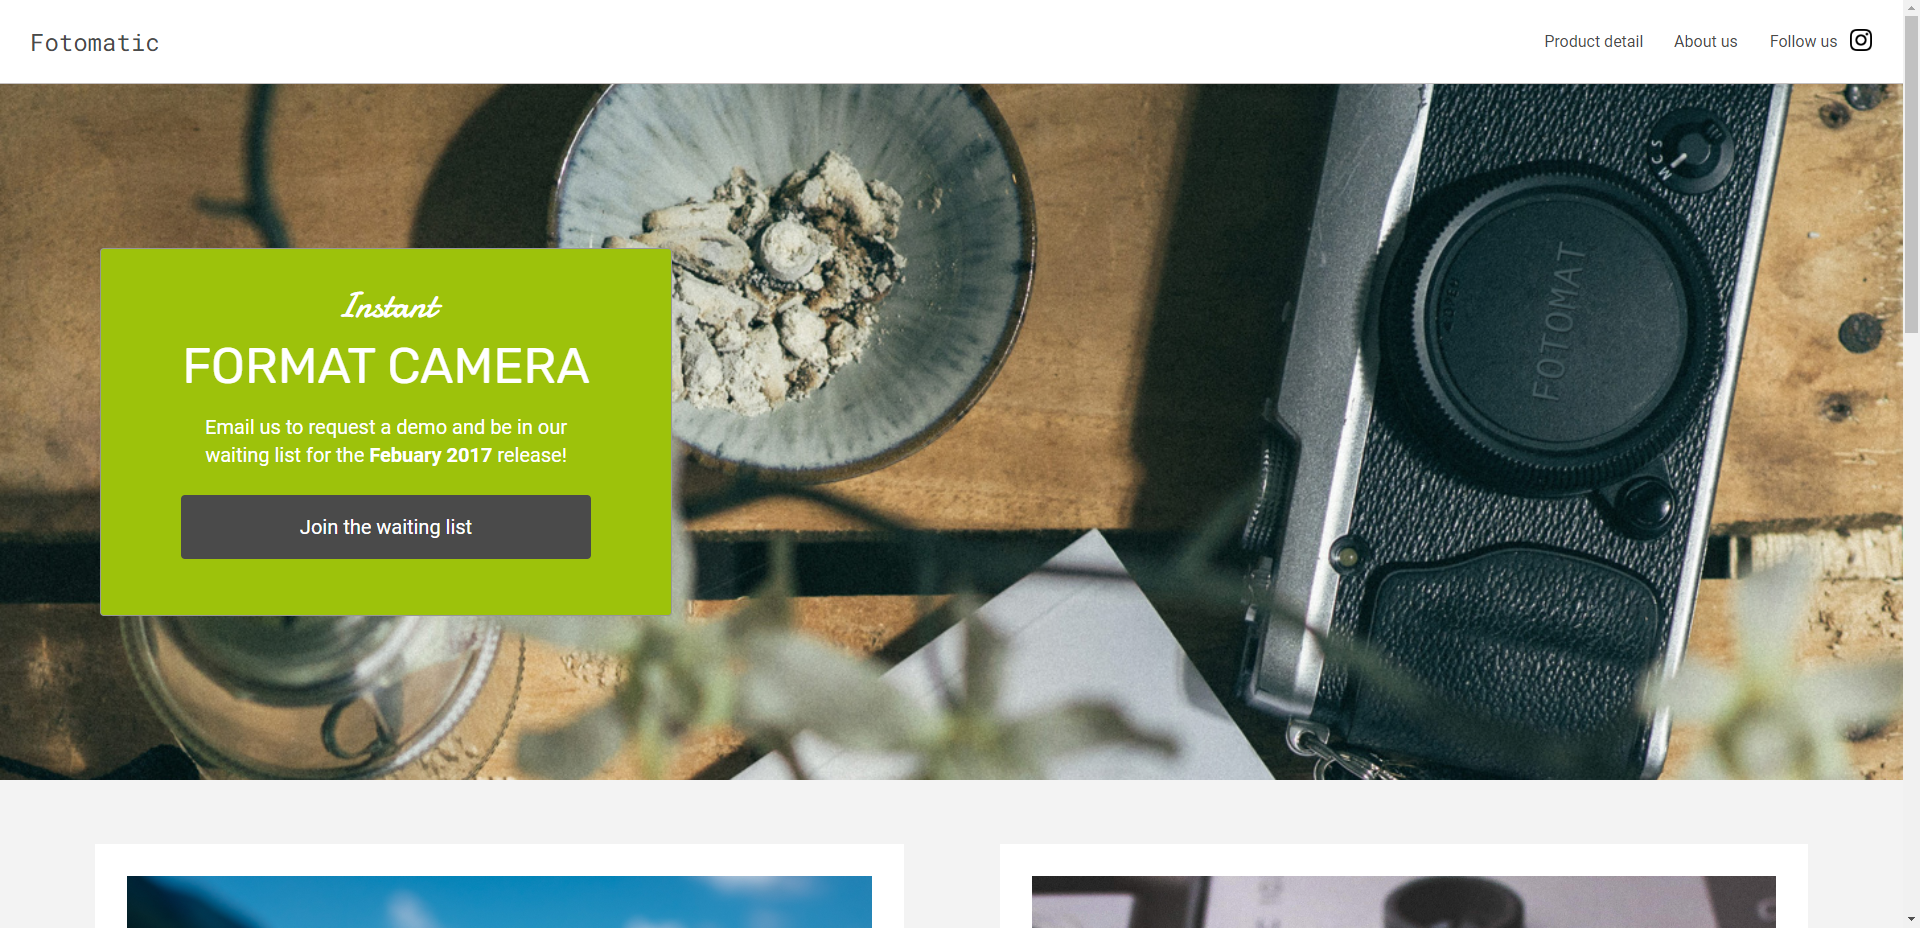 Fotomatic
Product detail
About us
Follow us
Instant
FORMAT CAMERA
Email us to request a demo and be in our
waiting list for the Febuary 2017 release!
Join the waiting list
FOTOMAT
M C S